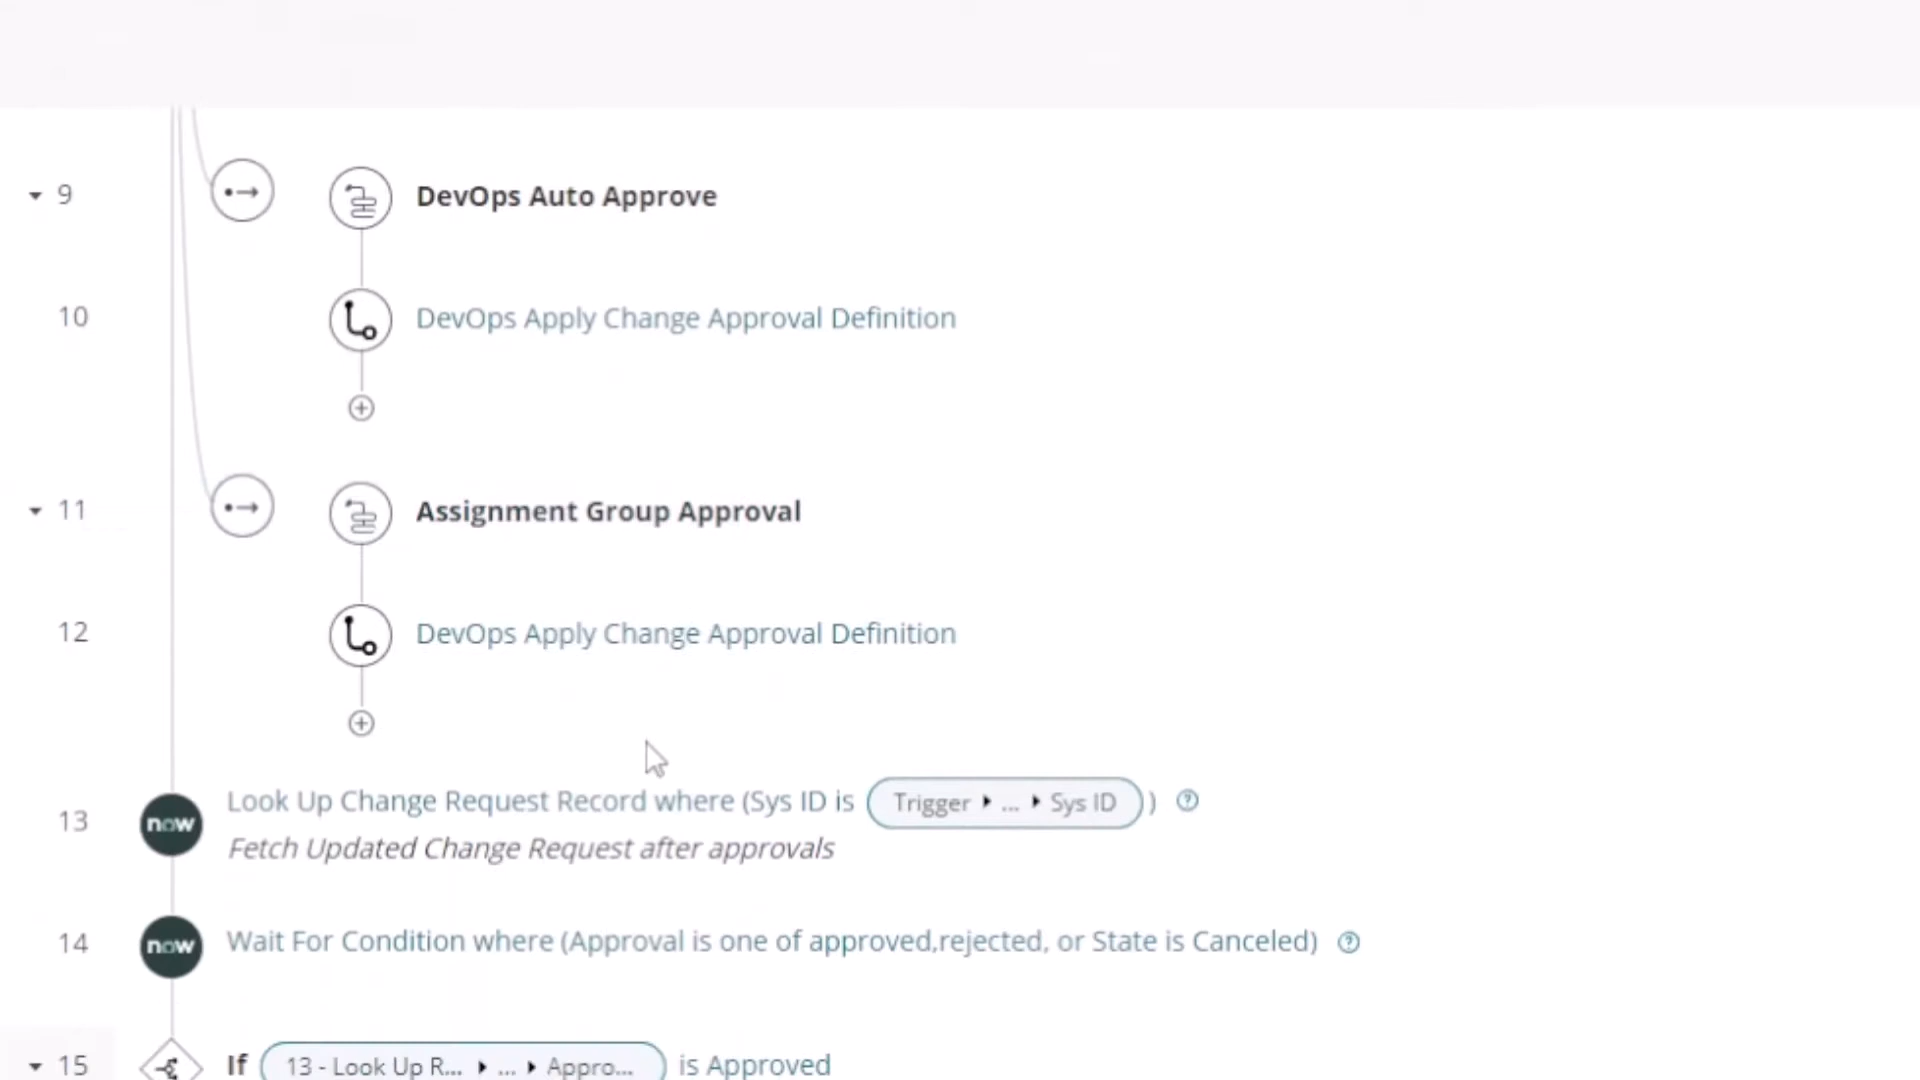 9 DevOps Auto Approve
10 DevOps Apply Change Approval Definition
11 Assignment Group Approval
12 DevOps Apply Change Approval Definition
13 now Look Up Change Request Record where (Sys ID is Trigger ... Sys ID )
Fetch Updated Change Request after approvals
14 now Wait For Condition where (Approval is one of approved,rejected, or State is Canceled)
15 If 13 - Look Up R... ... Appro... is Approved